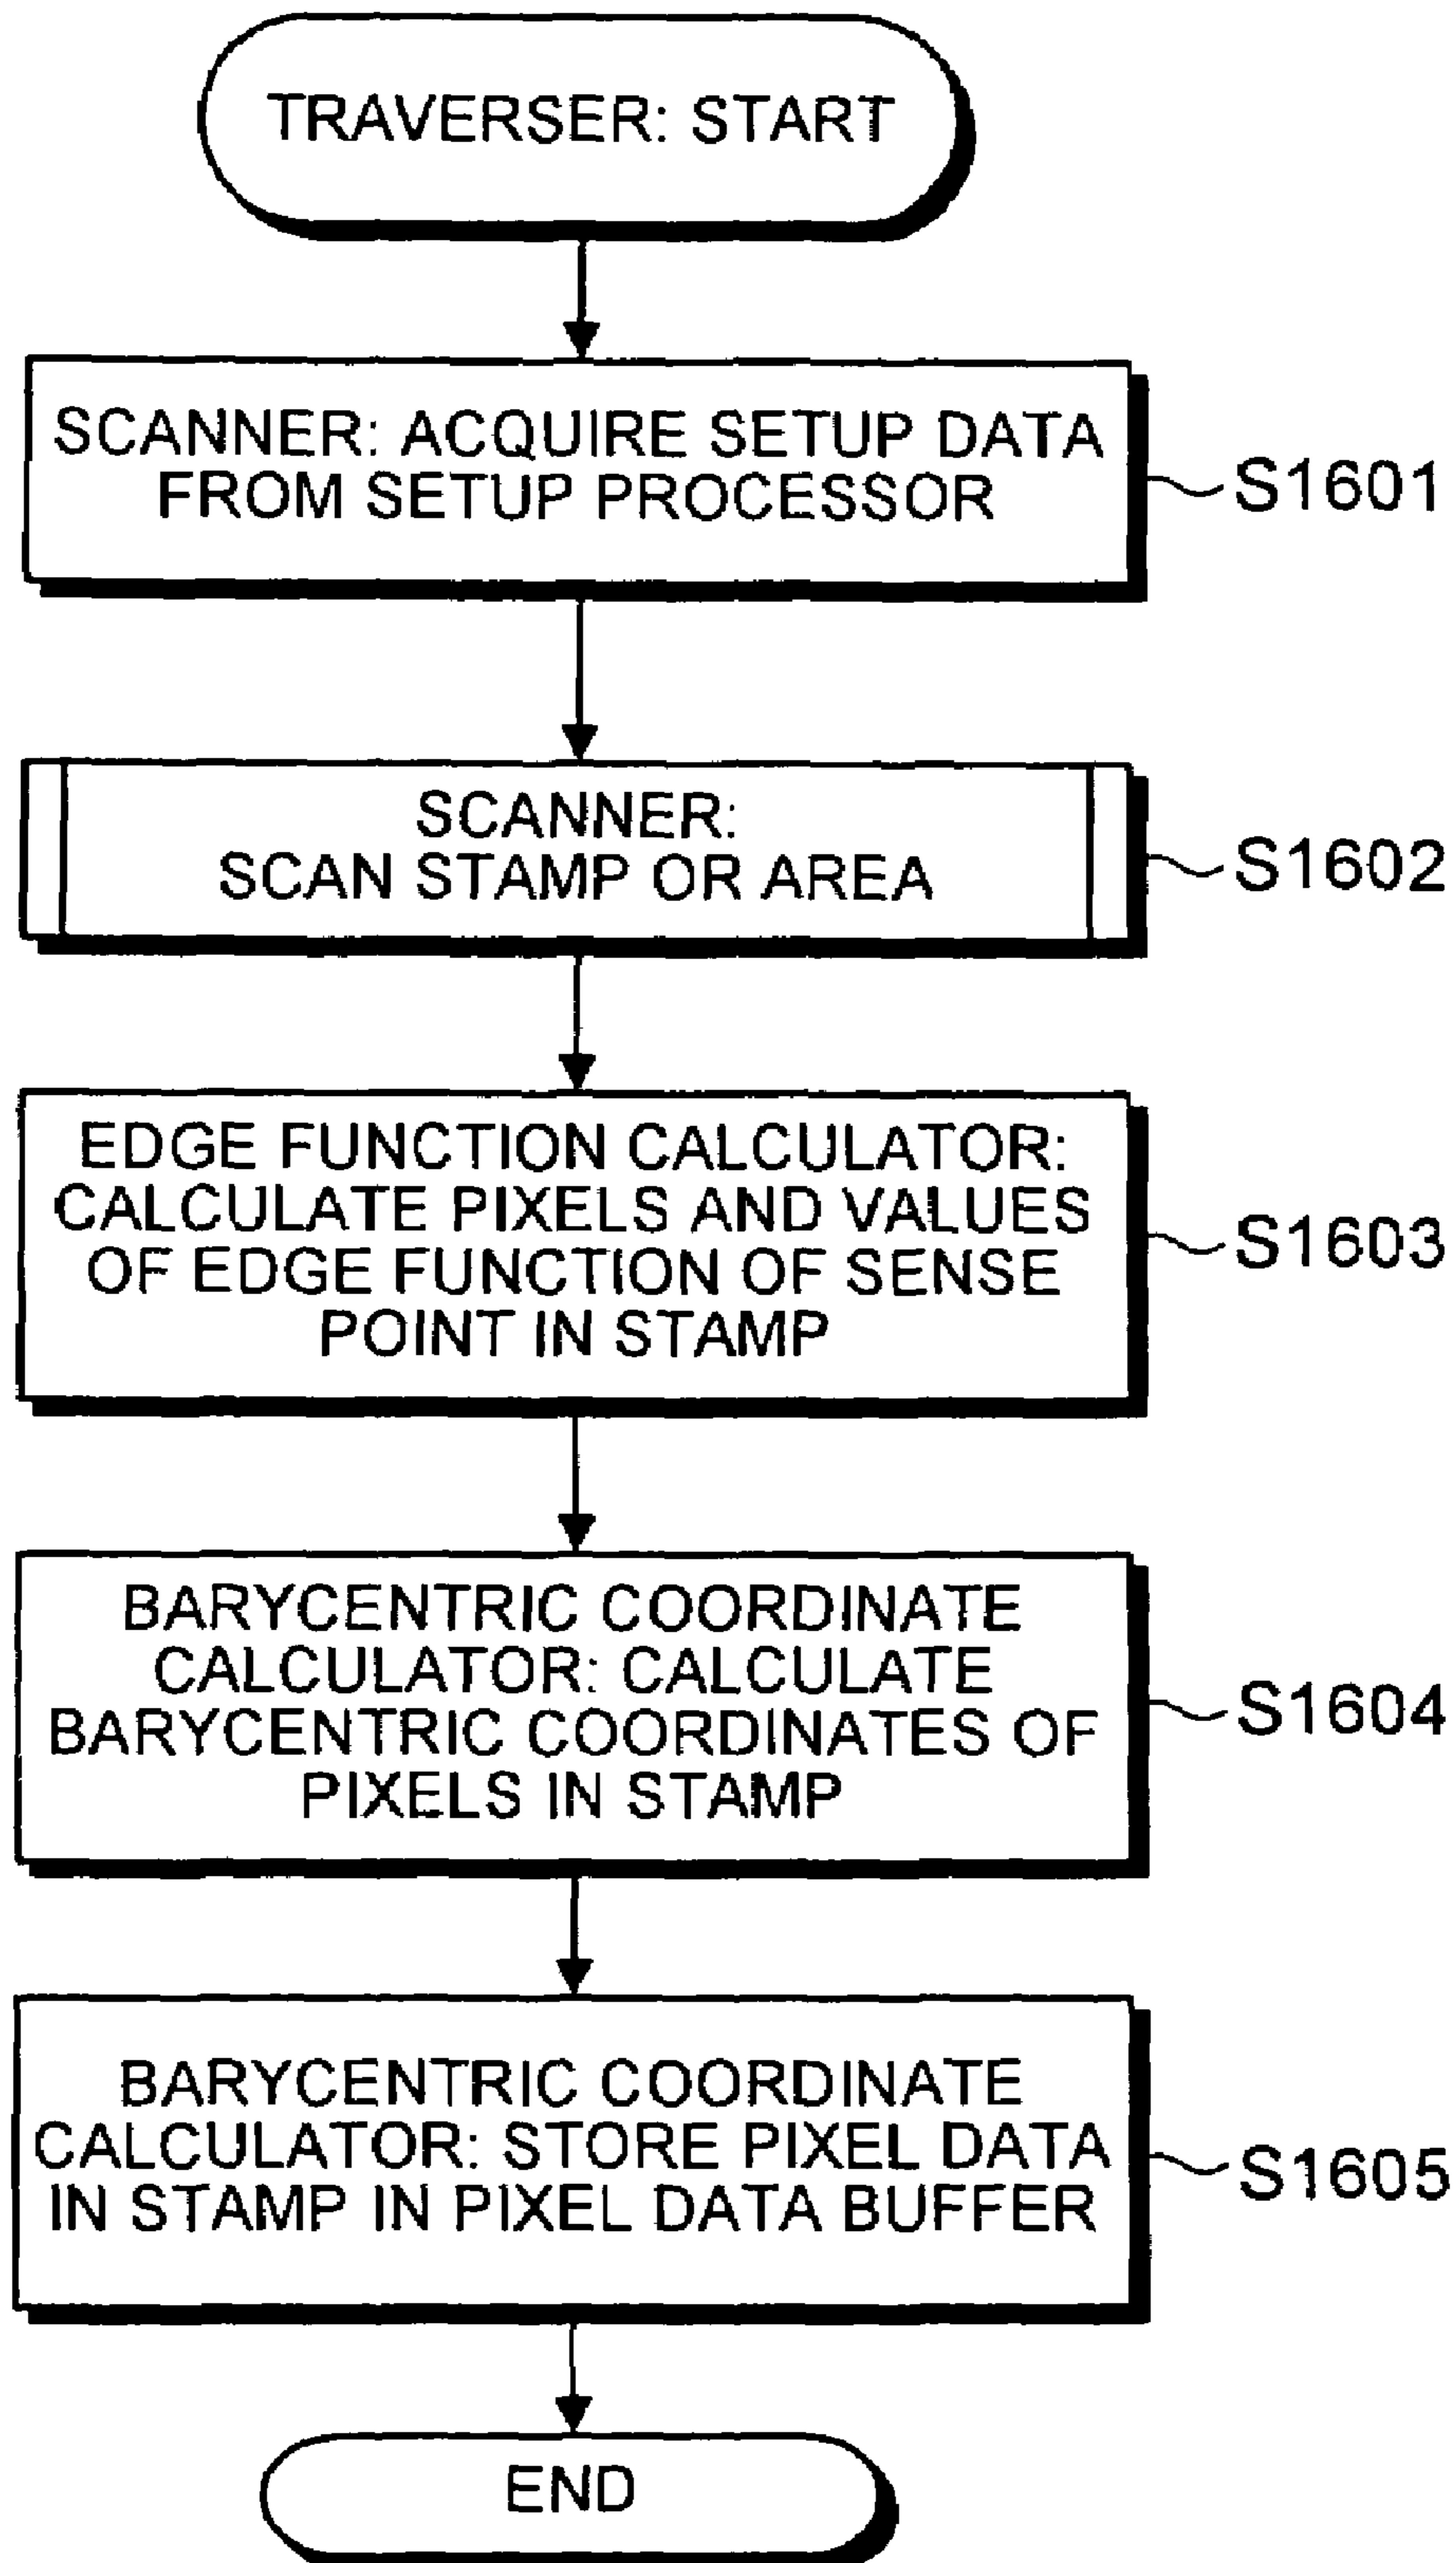 TRAVERSER: START
SCANNER: ACQUIRE SETUP DATA
FROM SETUP PROCESSOR
S1601
SCANNER:
SCAN STAMP OR AREA
S1602
EDGE FUNCTION CALCULATOR:
CALCULATE PIXELS AND VALUES
OF EDGE FUNCTION OF SENSE
POINT IN STAMP
S1603
BARYCENTRIC COORDINATE
CALCULATOR: CALCULATE
BARYCENTRIC COORDINATES OF
PIXELS IN STAMP
S1604
BARYCENTRIC COORDINATE
CALCULATOR: STORE PIXEL DATA
IN STAMP IN PIXEL DATA BUFFER
S1605
END